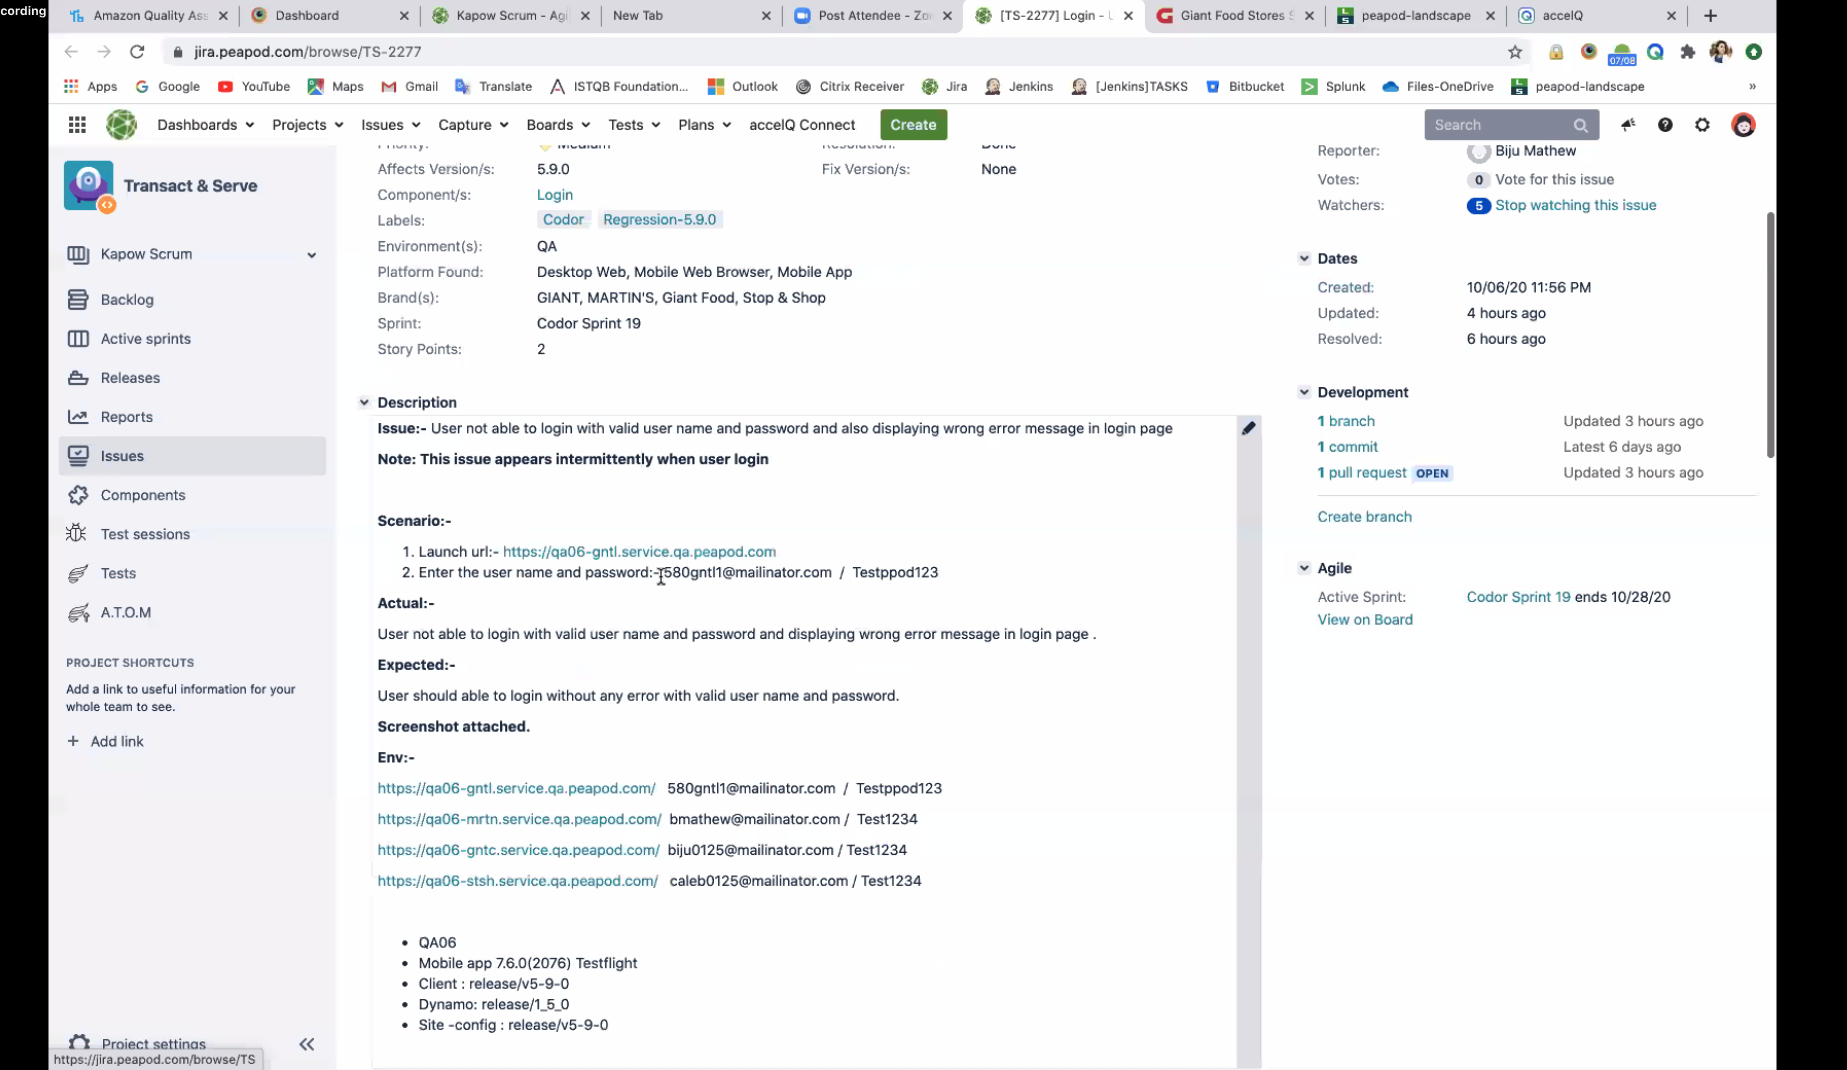 cording
Amazon Quality Ass
Dashboard
Kapow Scrum - Agi
New Tab
Post Attendee - Zoo
[TS-2277] Login - U
Giant Food Stores S
peapod-landscape
accelQ
jira.peapod.com/browse/TS-2277
07/08
Apps
Google
YouTube
Maps
Gmail
Translate
ISTQB Foundation...
Outlook
Citrix Receiver
Jira
Jenkins
[Jenkins]TASKS
Bitbucket
Splunk
Files-OneDrive
peapod-landscape
»
Dashboards
Projects
Issues
Capture
Boards
Tests
Plans
accelQ Connect
Create
Search
Transact & Serve
Kapow Scrum
Backlog
Active sprints
Releases
Reports
Issues
Components
Test sessions
Tests
A.T.O.M
PROJECT SHORTCUTS
Add a link to useful information for your
whole team to see.
+ Add link
Project settings
https://jira.peapod.com/browse/TS
Priority: Medium
Resolution: Done
Affects Version/s: 5.9.0
Fix Version/s: None
Component/s: Login
Labels: Codor Regression-5.9.0
Environment(s): QA
Platform Found: Desktop Web, Mobile Web Browser, Mobile App
Brand(s): GIANT, MARTIN'S, Giant Food, Stop & Shop
Sprint: Codor Sprint 19
Story Points: 2
Description
Issue:- User not able to login with valid user name and password and also displaying wrong error message in login page
Note: This issue appears intermittently when user login
Scenario:-
1. Launch url:- https://qa06-gntl.service.qa.peapod.com
2. Enter the user name and password:- 580gntl1@mailinator.com / Testppod123
Actual:-
User not able to login with valid user name and password and displaying wrong error message in login page .
Expected:-
User should able to login without any error with valid user name and password.
Screenshot attached.
Env:-
https://qa06-gntl.service.qa.peapod.com/ 580gntl1@mailinator.com / Testppod123
https://qa06-mrtn.service.qa.peapod.com/ bmathew@mailinator.com / Test1234
https://qa06-gntc.service.qa.peapod.com/ biju0125@mailinator.com / Test1234
https://qa06-stsh.service.qa.peapod.com/ caleb0125@mailinator.com / Test1234
• QA06
• Mobile app 7.6.0(2076) Testflight
• Client : release/v5-9-0
• Dynamo: release/1_5_0
• Site -config : release/v5-9-0
Reporter: Biju Mathew
Votes: 0 Vote for this issue
Watchers: 5 Stop watching this issue
Dates
Created: 10/06/20 11:56 PM
Updated: 4 hours ago
Resolved: 6 hours ago
Development
1 branch Updated 3 hours ago
1 commit Latest 6 days ago
1 pull request OPEN Updated 3 hours ago
Create branch
Agile
Active Sprint: Codor Sprint 19 ends 10/28/20
View on Board